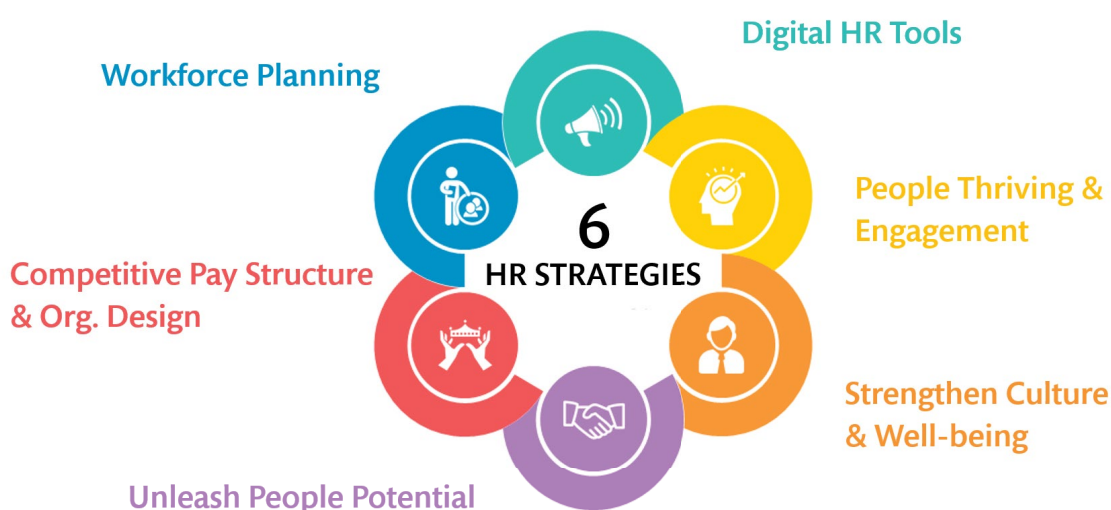 Digital HR Tools
Workforce Planning
People Thriving &
Engagement
6
HR STRATEGIES
Competitive Pay Structure
& Org. Design
Strengthen Culture
& Well-being
Unleash People Potential